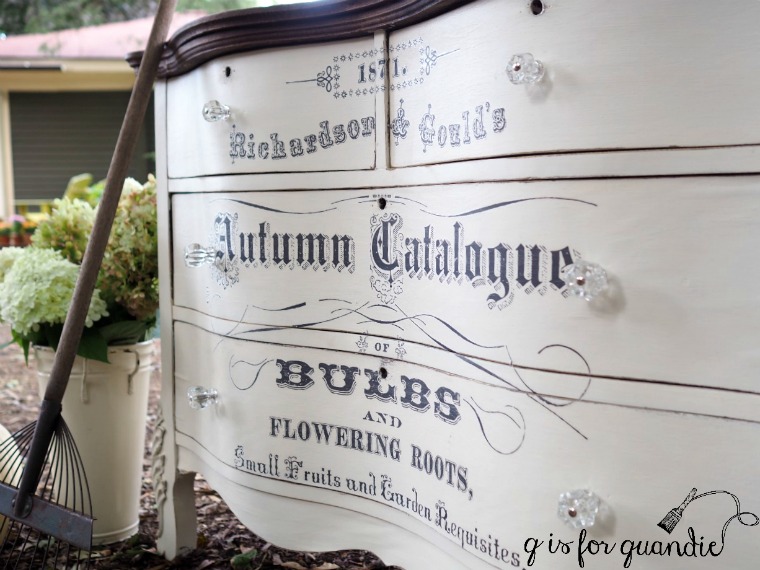 1871.
Richardson & Gould's
Autumn Catalogue
OF
BULBS
AND
FLOWERING ROOTS,
Small Fruits and Garden Requisites.
g is for quandie